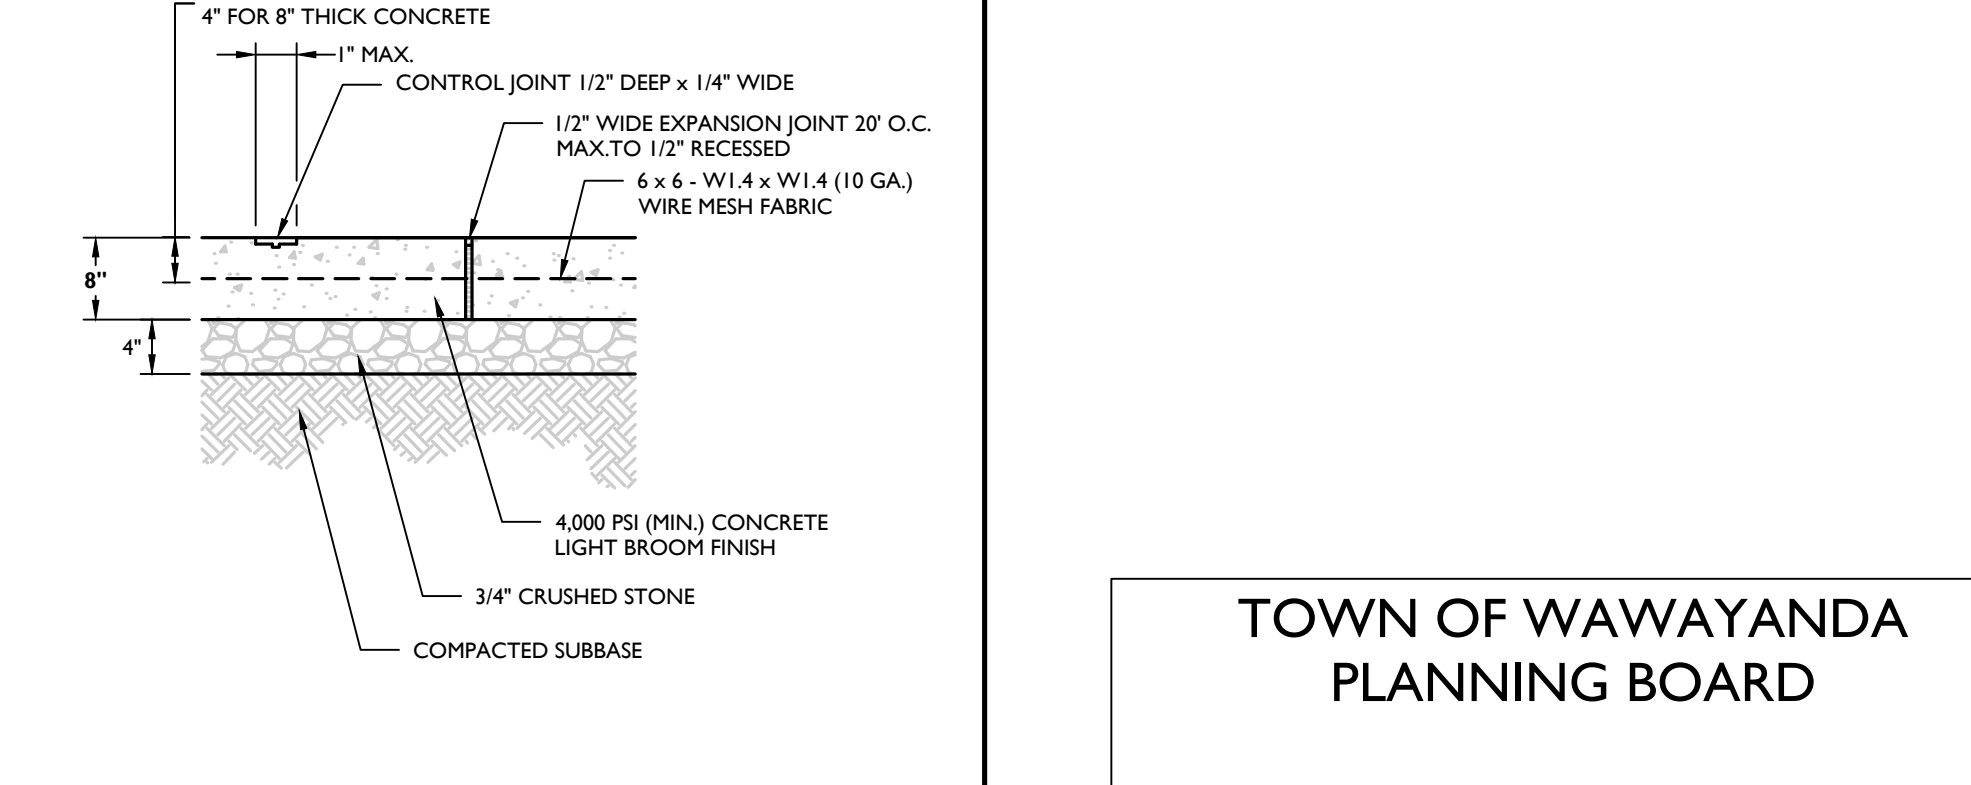 4" FOR 8" THICK CONCRETE
1" MAX.
CONTROL JOINT 1/2" DEEP x 1/4" WIDE
1/2" WIDE EXPANSION JOINT 20' O.C.
MAX.TO 1/2" RECESSED
6 x 6 - W1.4 x W1.4 (10 GA.)
WIRE MESH FABRIC
8"
4"
4,000 PSI (MIN.) CONCRETE
LIGHT BROOM FINISH
3/4" CRUSHED STONE
COMPACTED SUBBASE
TOWN OF WAWAYANDA
PLANNING BOARD